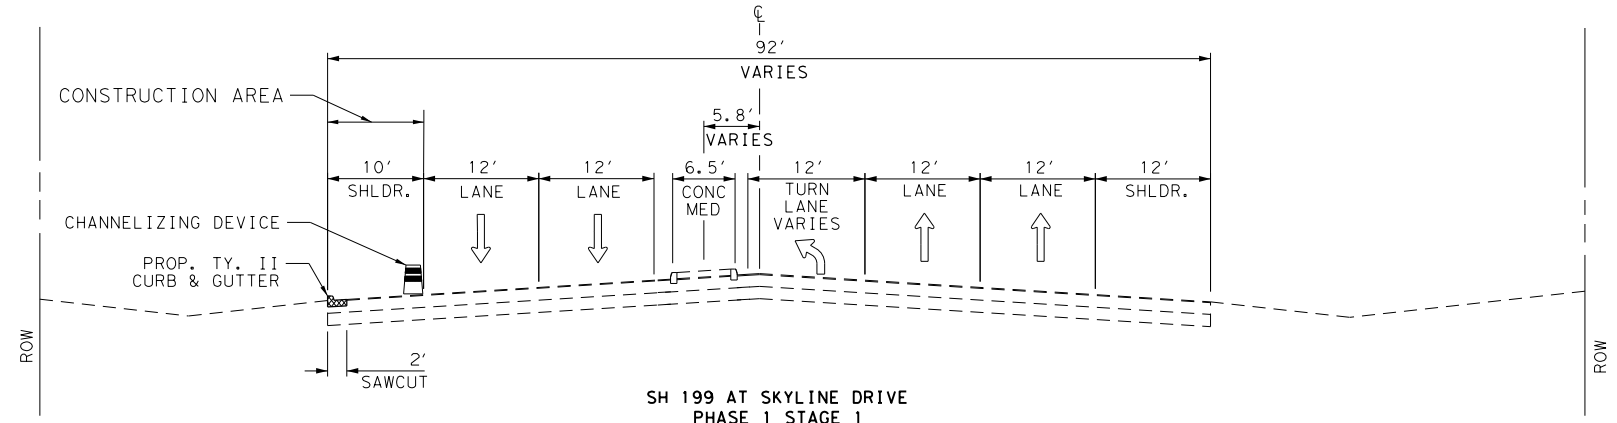 ℄
92'
VARIES
CONSTRUCTION AREA
5.8'
VARIES
10'
SHLDR.
12'
LANE
12'
LANE
6.5'
CONC
MED
12'
TURN
LANE
VARIES
12'
LANE
12'
LANE
12'
SHLDR.
CHANNELIZING DEVICE
PROP. TY. II
CURB & GUTTER
ROW
ROW
2'
SAWCUT
SH 199 AT SKYLINE DRIVE
PHASE 1 STAGE 1